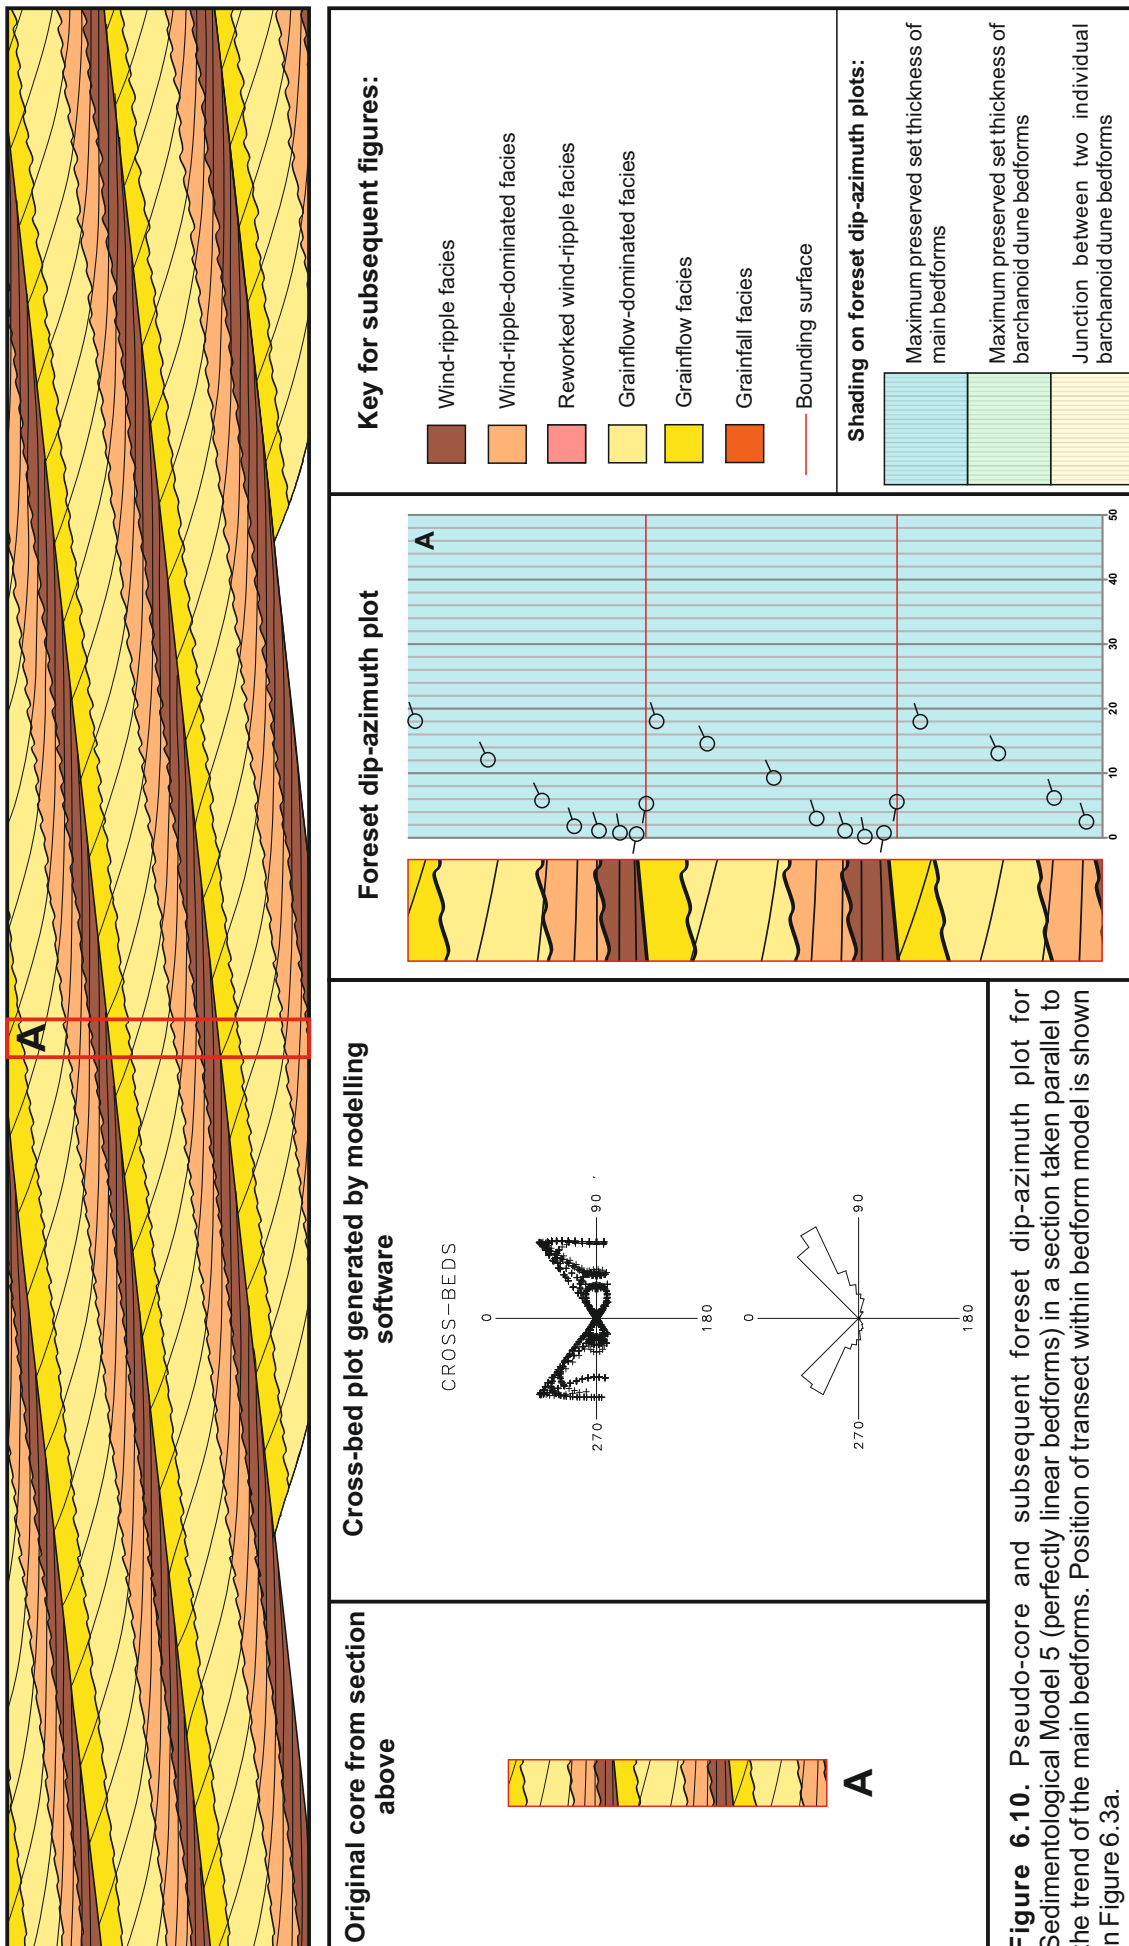 A
Original core from section
above
A
Cross-bed plot generated by modelling
software
CROSS-BEDS
0
90
180
270
0
90
180
270
Foreset dip-azimuth plot
A
0
10
20
30
40
50
Key for subsequent figures:
Wind-ripple facies
Wind-ripple-dominated facies
Reworked wind-ripple facies
Grainflow-dominated facies
Grainflow facies
Grainfall facies
Bounding surface
Shading on foreset dip-azimuth plots:
Maximum preserved set thickness of
main bedforms
Maximum preserved set thickness of
barchanoid dune bedforms
Junction between two individual
barchanoid dune bedforms
Figure 6.10. Pseudo-core and subsequent foreset dip-azimuth plot for
Sedimentological Model 5 (perfectly linear bedforms) in a section taken parallel to
the trend of the main bedforms. Position of transect within bedform model is shown
in Figure 6.3a.